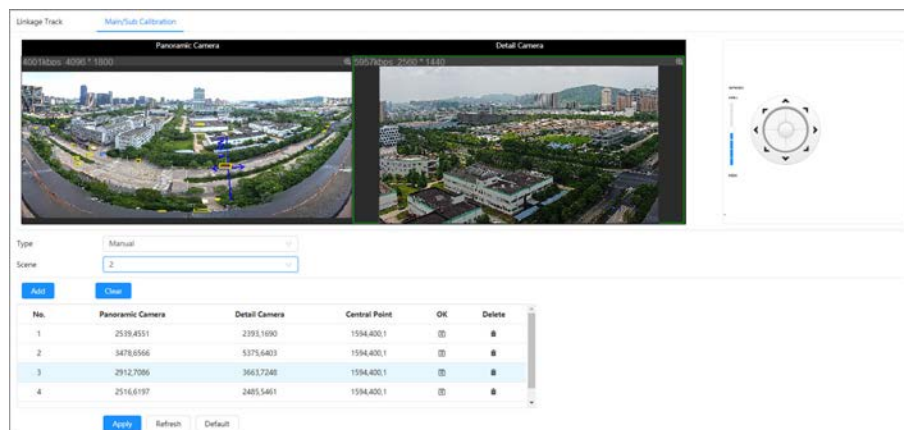 Linkage Track Main/Sub Calibration
Panoramic Camera Detail Camera
4001kbps 4096 * 1800 5957kbps 2560 * 1440
Type Manual
Scene 2
Add Clear
No. Panoramic Camera Detail Camera Central Point OK Delete
1 2539,4551 2393,1690 1594,400,1
2 3478,6566 5375,6403 1594,400,1
3 2912,7086 3663,7248 1594,400,1
4 2516,6197 2485,5461 1594,400,1
Apply Refresh Default